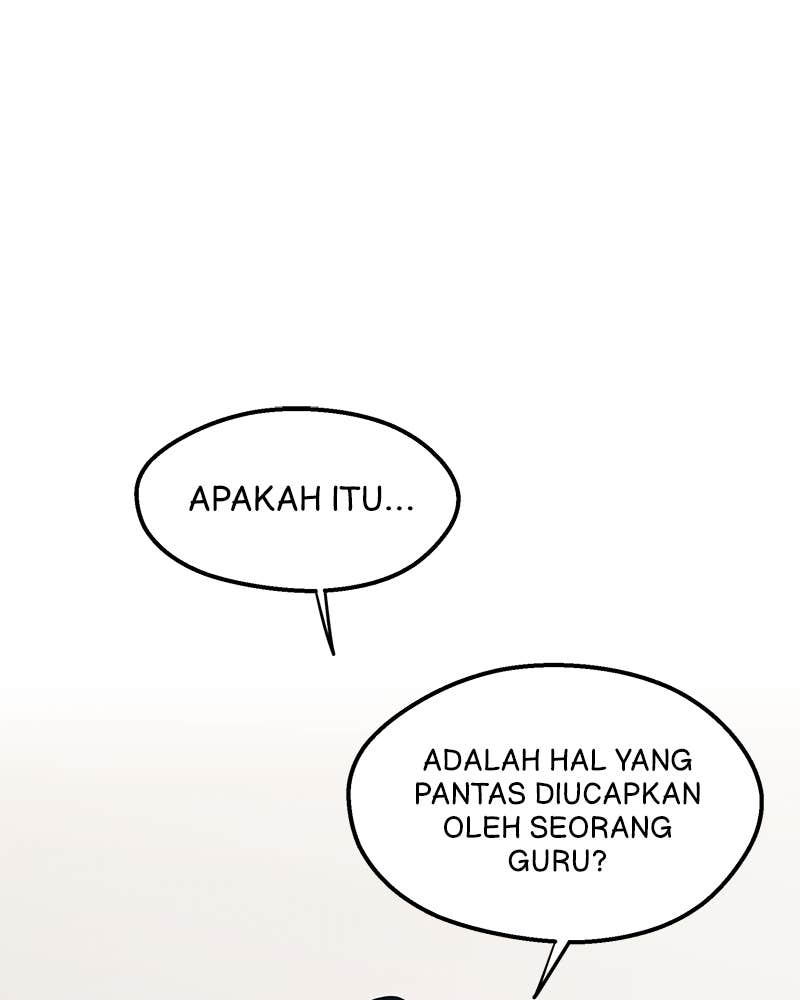 APAKAH ITU...
ADALAH HAL YANG
PANTAS DIUCAPKAN
OLEH SEORANG
GURU?